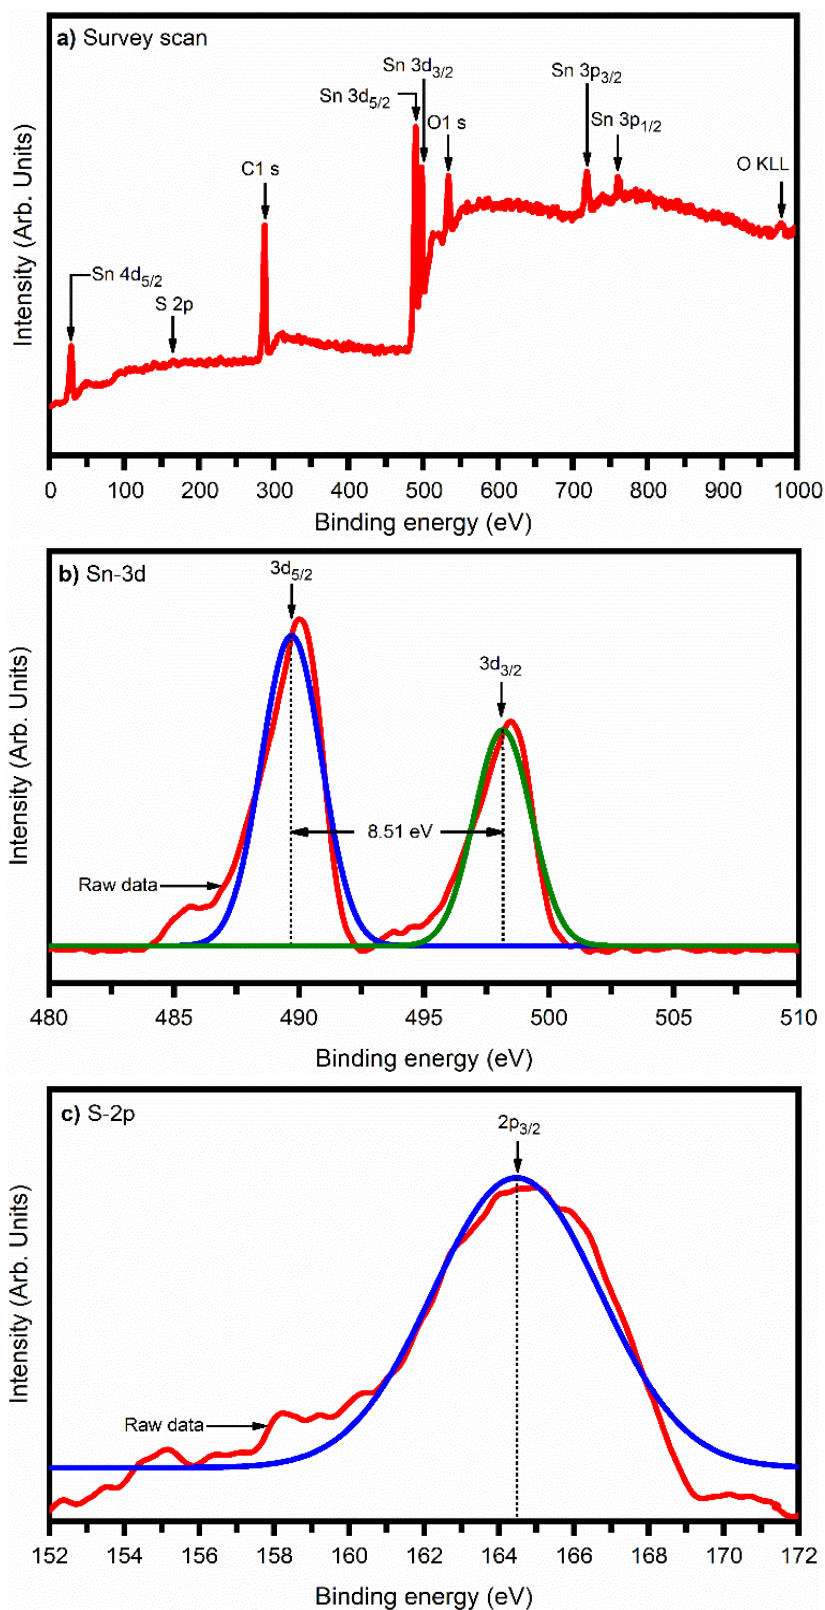 a) Survey scan
Sn 3d3/2
Sn 3p3/2
Sn 3d5/2
O1 s
Sn 3p1/2
C1 s
O KLL
Sn 4d5/2
S 2p
Intensity (Arb. Units)
0 100 200 300 400 500 600 700 800 900 1000
Binding energy (eV)
b) Sn-3d
3d5/2
3d3/2
8.51 eV
Raw data
Intensity (Arb. Units)
480 485 490 495 500 505 510
Binding energy (eV)
c) S-2p
2p3/2
Raw data
Intensity (Arb. Units)
152 154 156 158 160 162 164 166 168 170 172
Binding energy (eV)